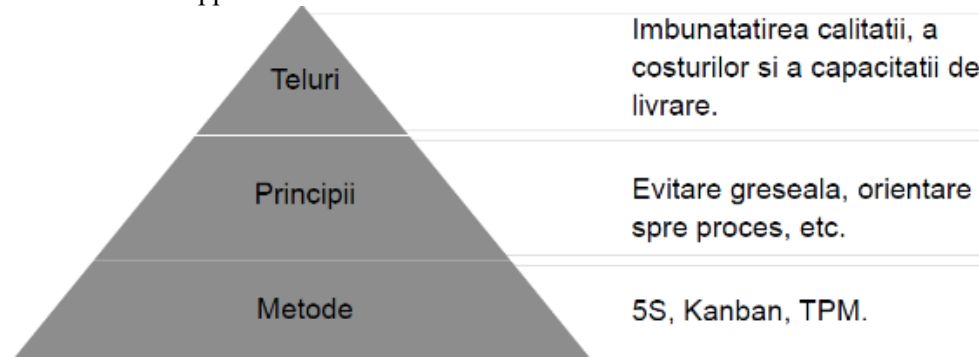 Teluri
Imbunatatirea calitatii, a
costurilor si a capacitatii de
livrare.
Principii
Evitare greseala, orientare
spre proces, etc.
Metode
5S, Kanban, TPM.